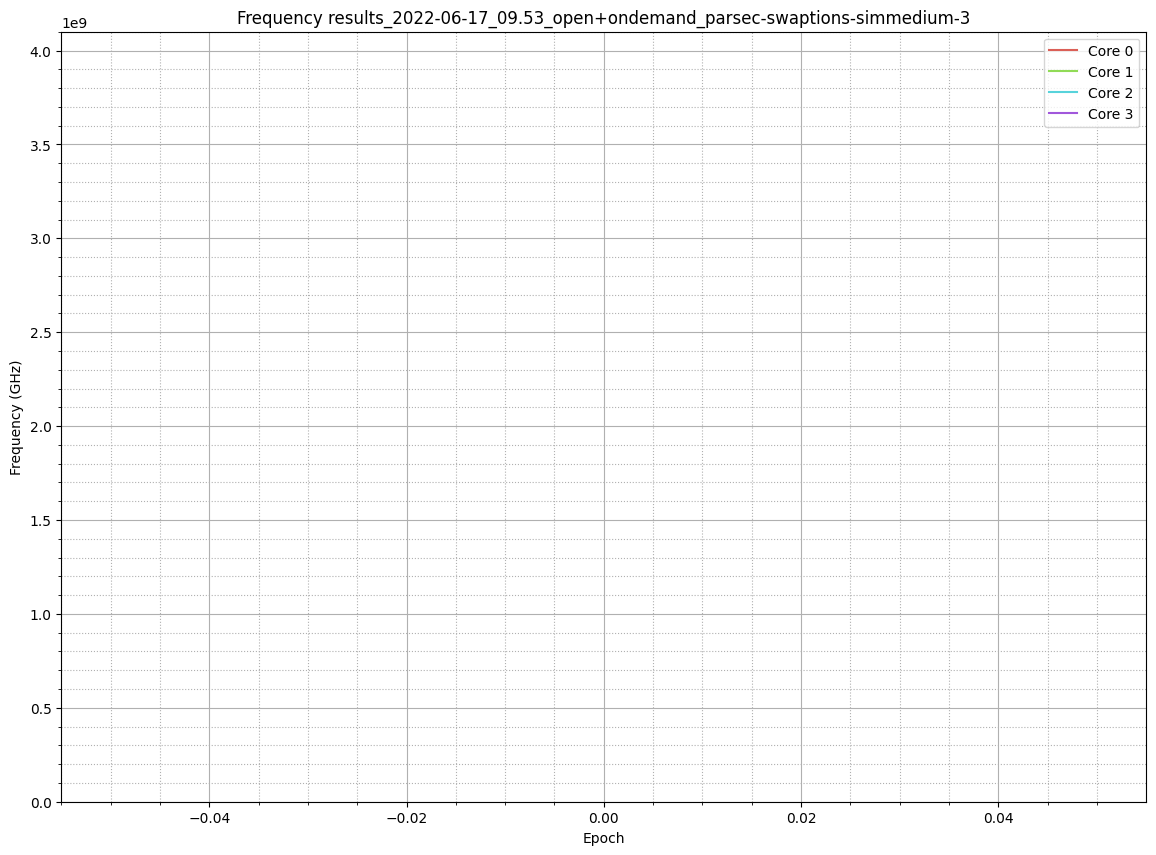 Frequency results_2022-06-17_09.53_open+ondemand_parsec-swaptions-simmedium-3
1e9
4.0
3.5
3.0
2.5
2.0
1.5
1.0
0.5
0.0
Frequency (GHz)
Core 0
Core 1
Core 2
Core 3
−0.04
−0.02
0.00
0.02
0.04
Epoch